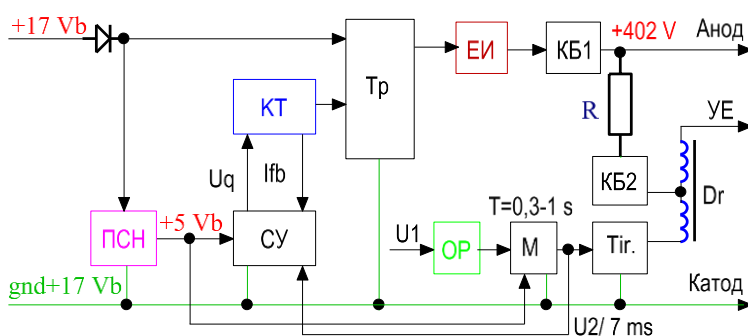 +17 Vb
+402 V
Анод
ЕИ
КБ1
Тр
КТ
R
УЕ
Uq
Ifb
КБ2
Dr
T=0,3-1 s
ПСН
+5 Vb
СУ
U1
ОР
М
Tir.
gnd+17 Vb
Катод
U2/ 7 ms